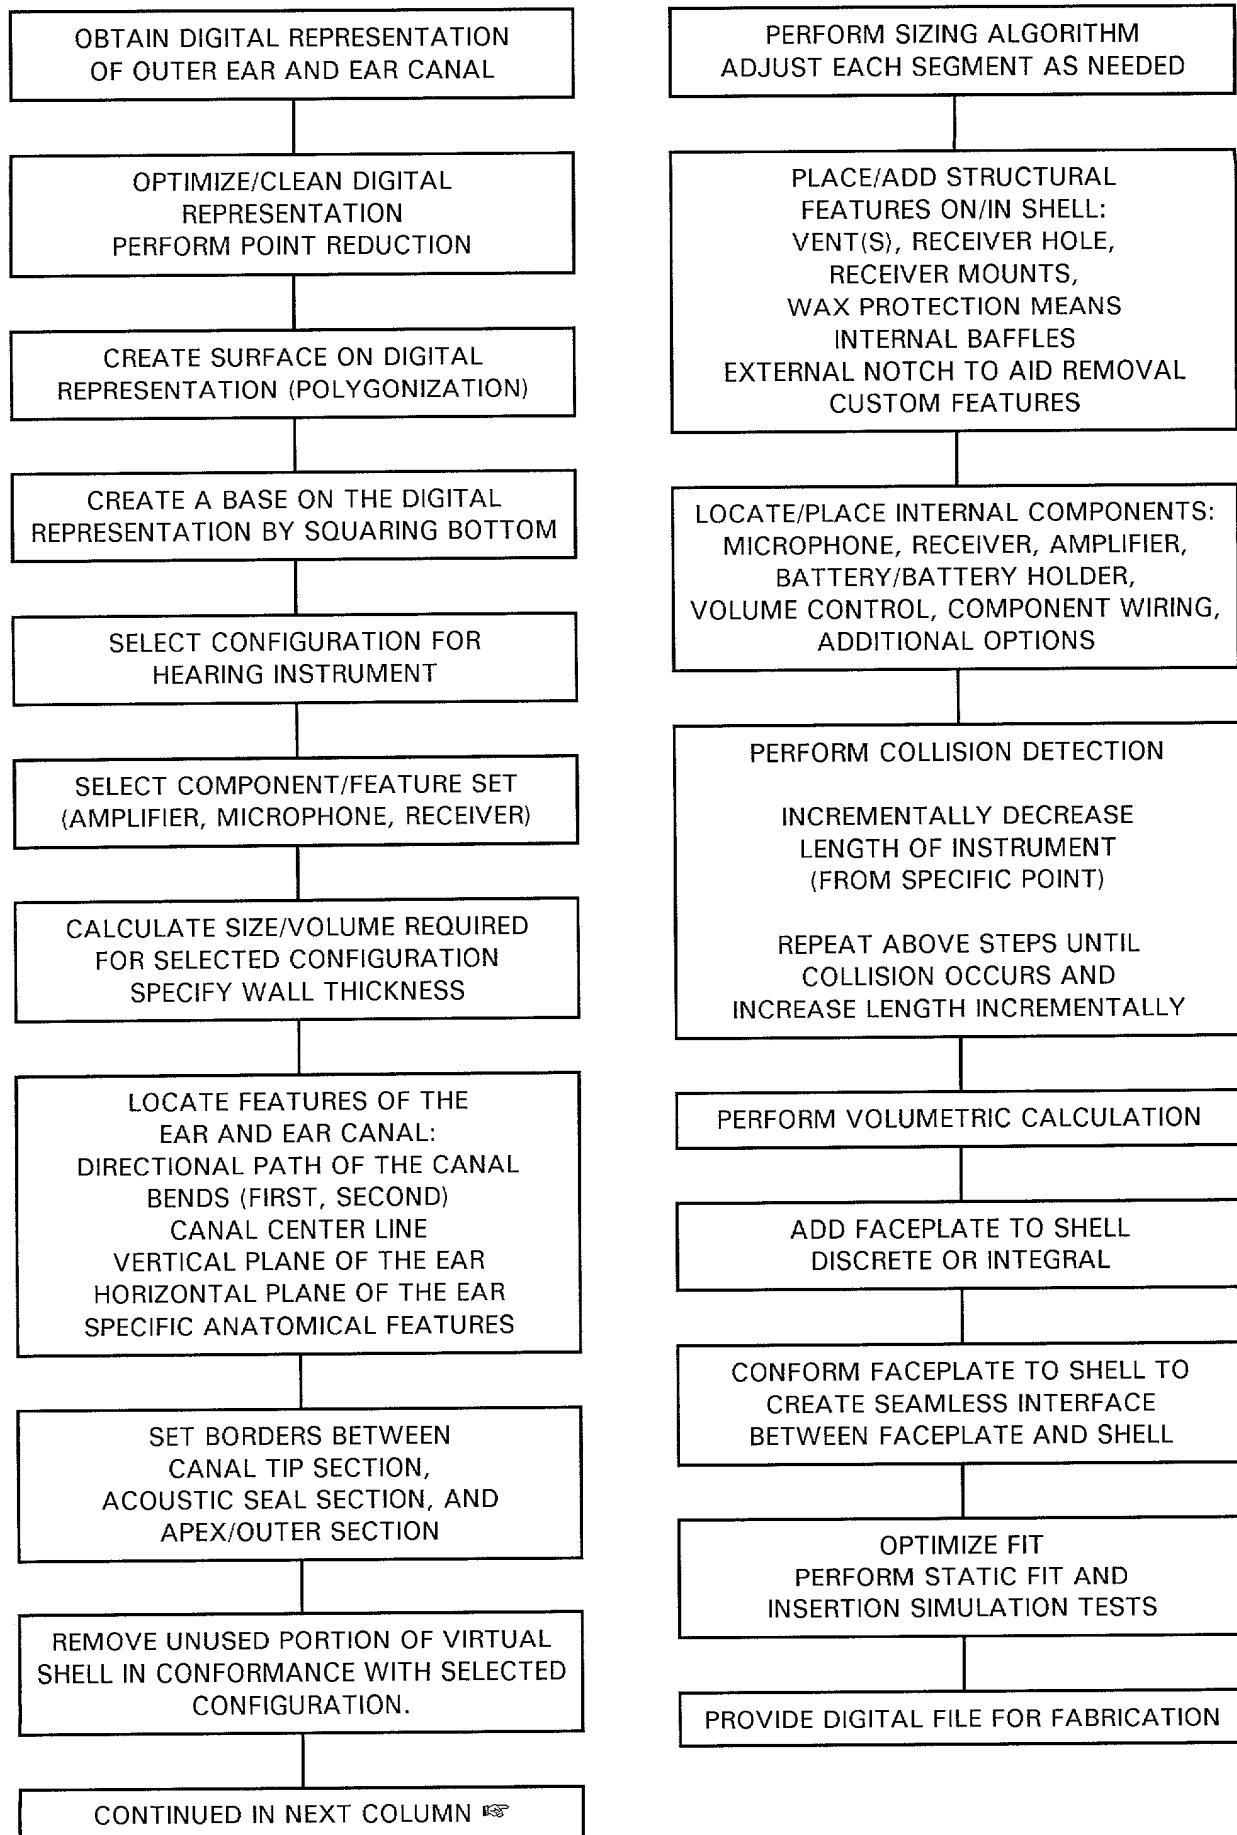 OBTAIN DIGITAL REPRESENTATION
OF OUTER EAR AND EAR CANAL
OPTIMIZE/CLEAN DIGITAL
REPRESENTATION
PERFORM POINT REDUCTION
CREATE SURFACE ON DIGITAL
REPRESENTATION (POLYGONIZATION)
CREATE A BASE ON THE DIGITAL
REPRESENTATION BY SQUARING BOTTOM
SELECT CONFIGURATION FOR
HEARING INSTRUMENT
SELECT COMPONENT/FEATURE SET
(AMPLIFIER, MICROPHONE, RECEIVER)
CALCULATE SIZE/VOLUME REQUIRED
FOR SELECTED CONFIGURATION
SPECIFY WALL THICKNESS
LOCATE FEATURES OF THE
EAR AND EAR CANAL:
DIRECTIONAL PATH OF THE CANAL
BENDS (FIRST, SECOND)
CANAL CENTER LINE
VERTICAL PLANE OF THE EAR
HORIZONTAL PLANE OF THE EAR
SPECIFIC ANATOMICAL FEATURES
SET BORDERS BETWEEN
CANAL TIP SECTION,
ACOUSTIC SEAL SECTION, AND
APEX/OUTER SECTION
REMOVE UNUSED PORTION OF VIRTUAL
SHELL IN CONFORMANCE WITH SELECTED
CONFIGURATION.
CONTINUED IN NEXT COLUMN ☞
PERFORM SIZING ALGORITHM
ADJUST EACH SEGMENT AS NEEDED
PLACE/ADD STRUCTURAL
FEATURES ON/IN SHELL:
VENT(S), RECEIVER HOLE,
RECEIVER MOUNTS,
WAX PROTECTION MEANS
INTERNAL BAFFLES
EXTERNAL NOTCH TO AID REMOVAL
CUSTOM FEATURES
LOCATE/PLACE INTERNAL COMPONENTS:
MICROPHONE, RECEIVER, AMPLIFIER,
BATTERY/BATTERY HOLDER,
VOLUME CONTROL, COMPONENT WIRING,
ADDITIONAL OPTIONS
PERFORM COLLISION DETECTION
INCREMENTALLY DECREASE
LENGTH OF INSTRUMENT
(FROM SPECIFIC POINT)
REPEAT ABOVE STEPS UNTIL
COLLISION OCCURS AND
INCREASE LENGTH INCREMENTALLY
PERFORM VOLUMETRIC CALCULATION
ADD FACEPLATE TO SHELL
DISCRETE OR INTEGRAL
CONFORM FACEPLATE TO SHELL TO
CREATE SEAMLESS INTERFACE
BETWEEN FACEPLATE AND SHELL
OPTIMIZE FIT
PERFORM STATIC FIT AND
INSERTION SIMULATION TESTS
PROVIDE DIGITAL FILE FOR FABRICATION